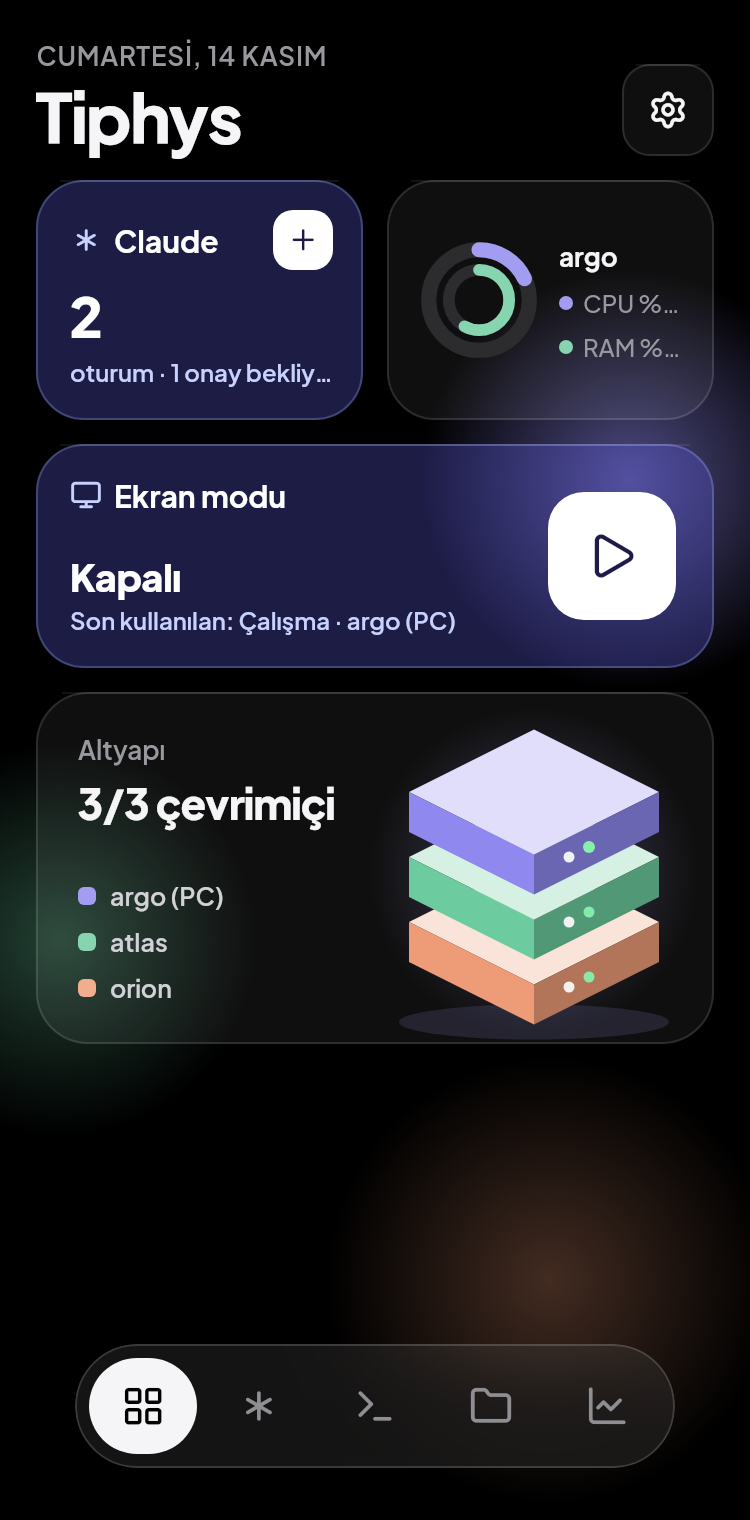 CUMARTESİ, 14 KASIM
Tiphys
Claude
2
oturum · 1 onay bekliy…
argo
CPU %…
RAM %…
Ekran modu
Kapalı
Son kullanılan: Çalışma · argo (PC)
Altyapı
3/3 çevrimiçi
argo (PC)
atlas
orion